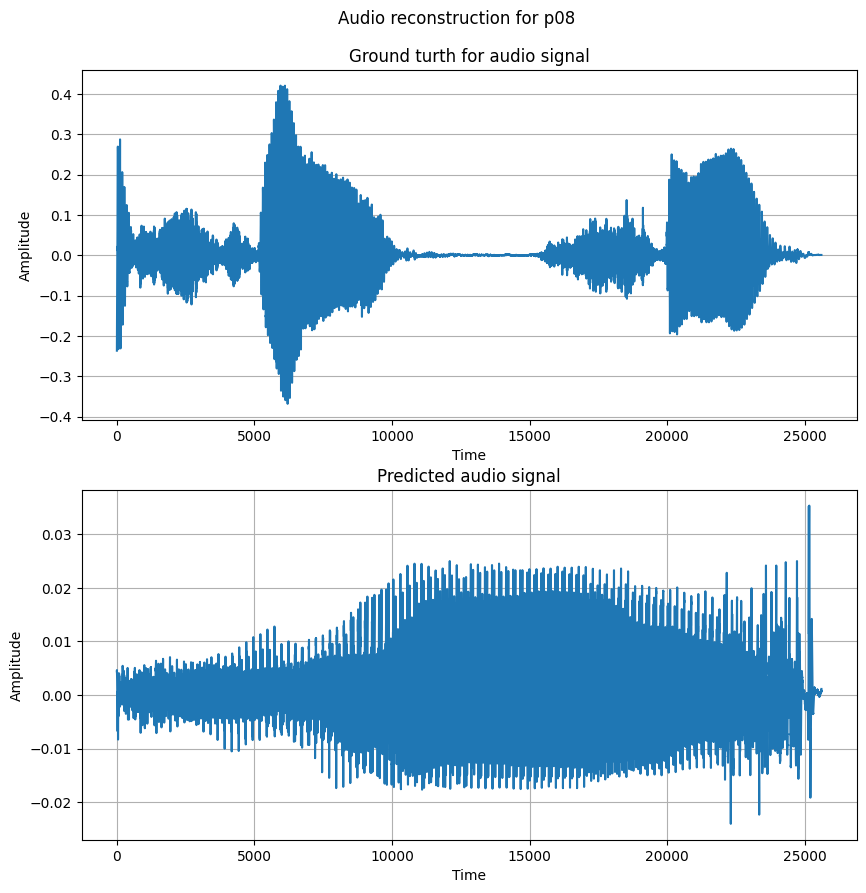 Audio reconstruction for p08
Ground turth for audio signal
0.4
0.3
0.2
0.1
0.0
−0.1
−0.2
−0.3
−0.4
Amplitude
0 5000 10000 15000 20000 25000
Time
Predicted audio signal
0.03
0.02
0.01
0.00
−0.01
−0.02
Amplitude
0 5000 10000 15000 20000 25000
Time